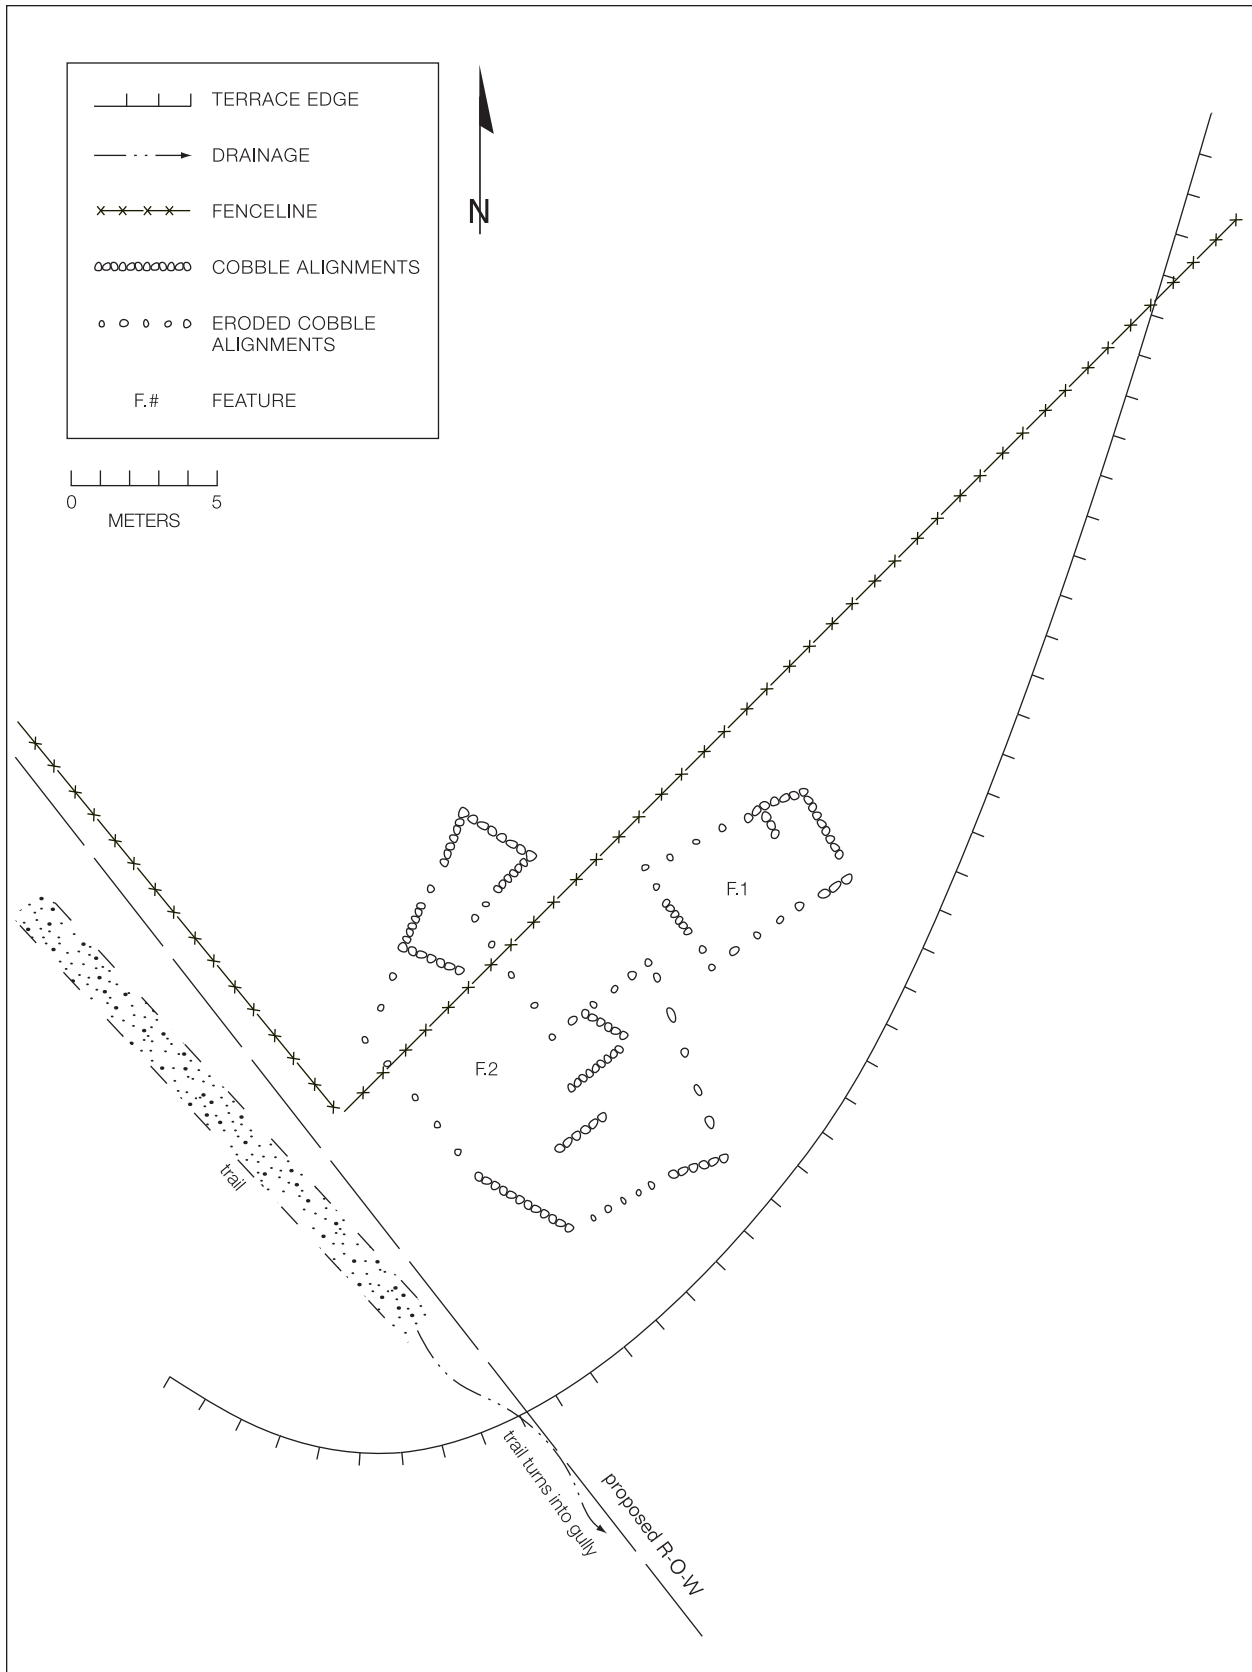 TERRACE EDGE
DRAINAGE
FENCELINE
COBBLE ALIGNMENTS
ERODED COBBLE
ALIGNMENTS
F.# FEATURE
N
0 5
METERS
F.1
F.2
trail
trail turns into gully
proposed R-O-W